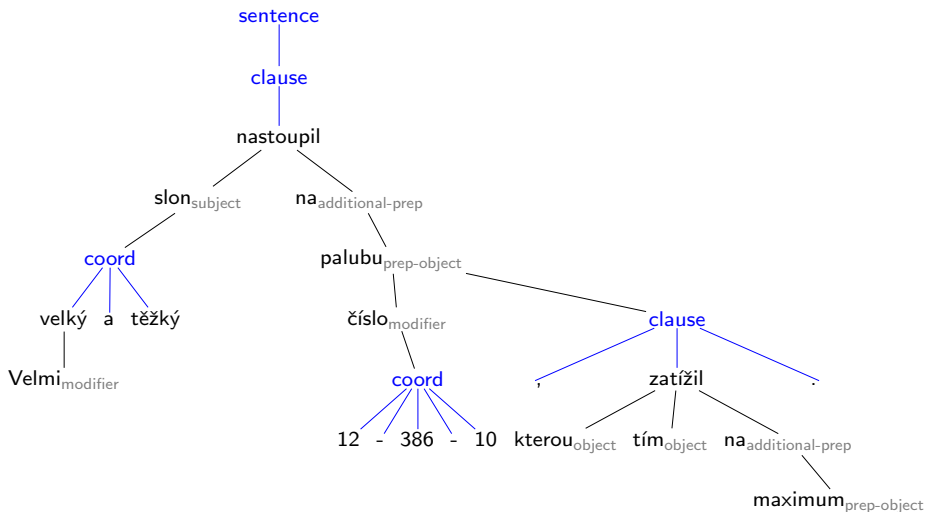 sentence
clause
nastoupil
slon subject na additional-prep
coord palubu prep-object
velký a těžký číslo modifier clause
Velmi modifier coord , zatížil .
12 - 386 - 10 kterou object tím object na additional-prep
maximum prep-object